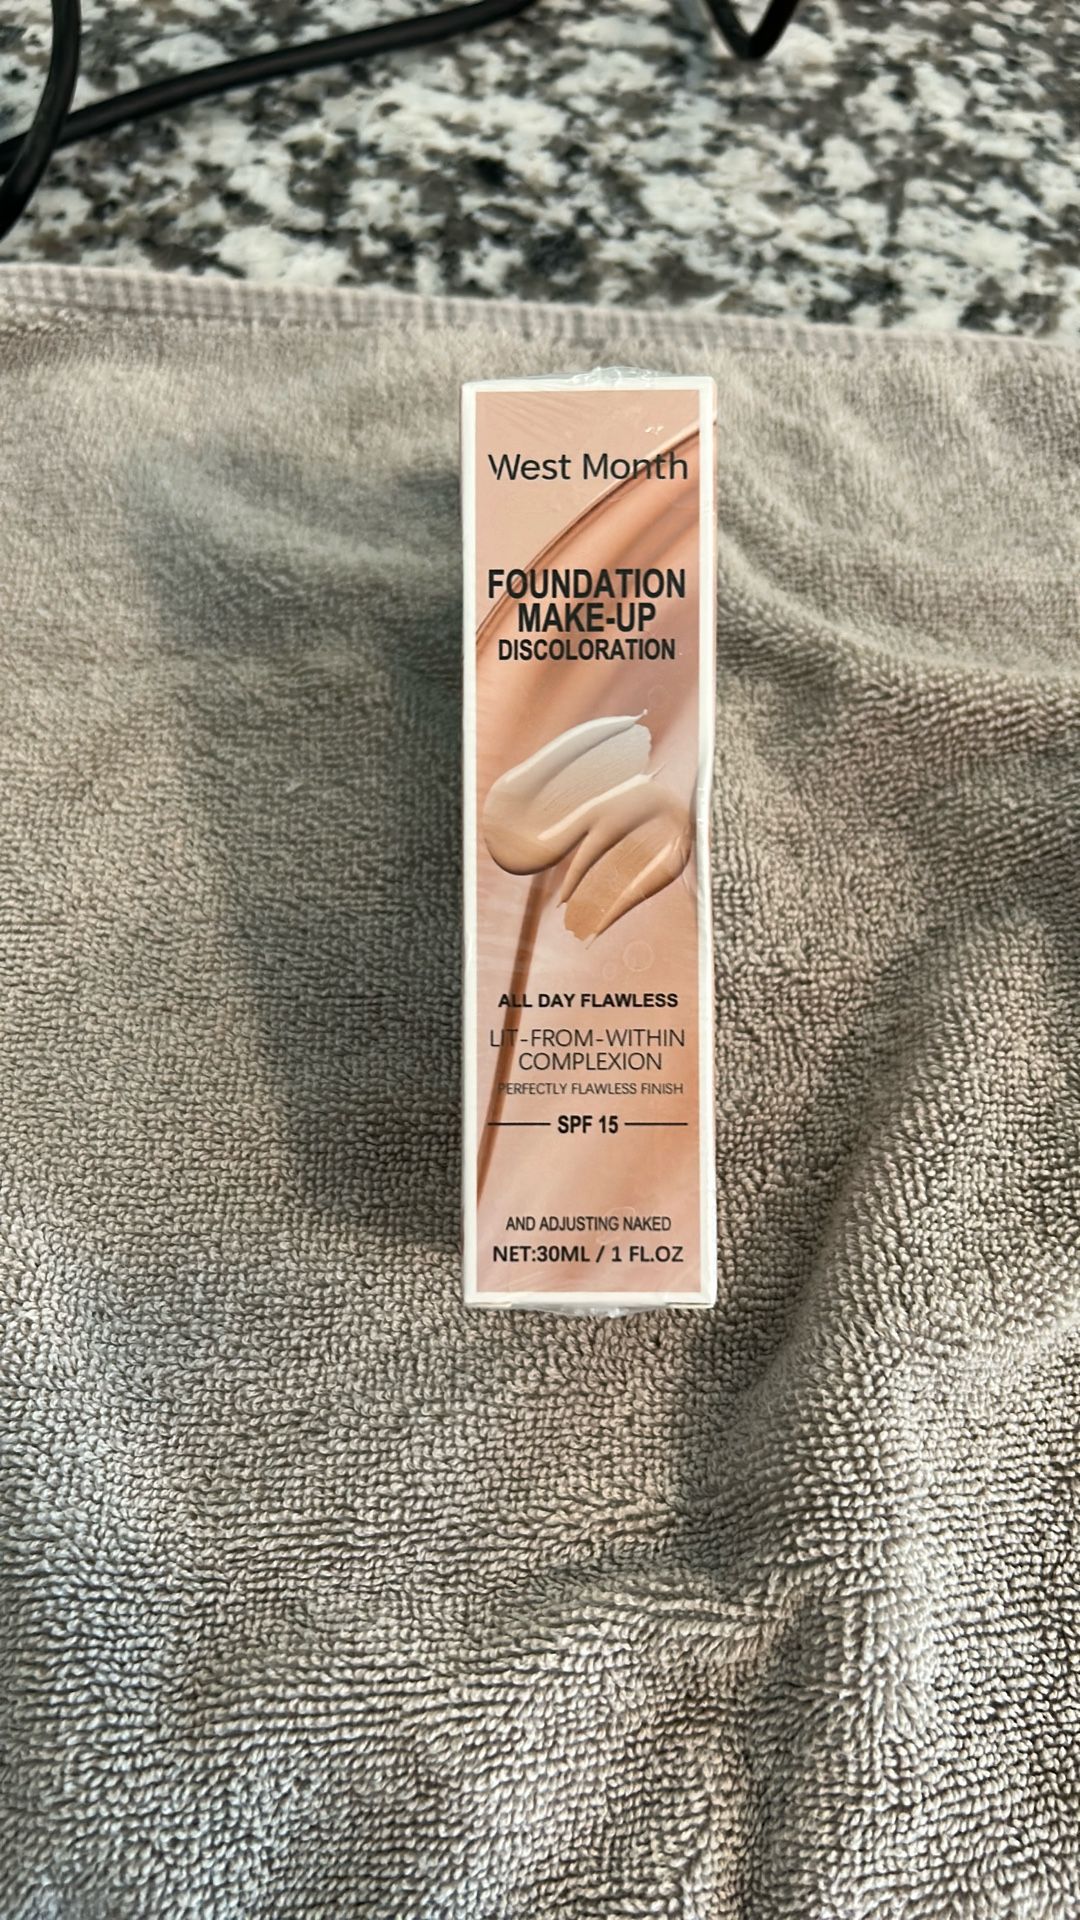 West Month
FOUNDATION
MAKE-UP
DISCOLORATION
ALL DAY FLAWLESS
LIT-FROM-WITHIN
COMPLEXION
PERFECTLY FLAWLESS FINISH
SPF 15
AND ADJUSTING NAKED
NET:30ML / 1 FL.OZ